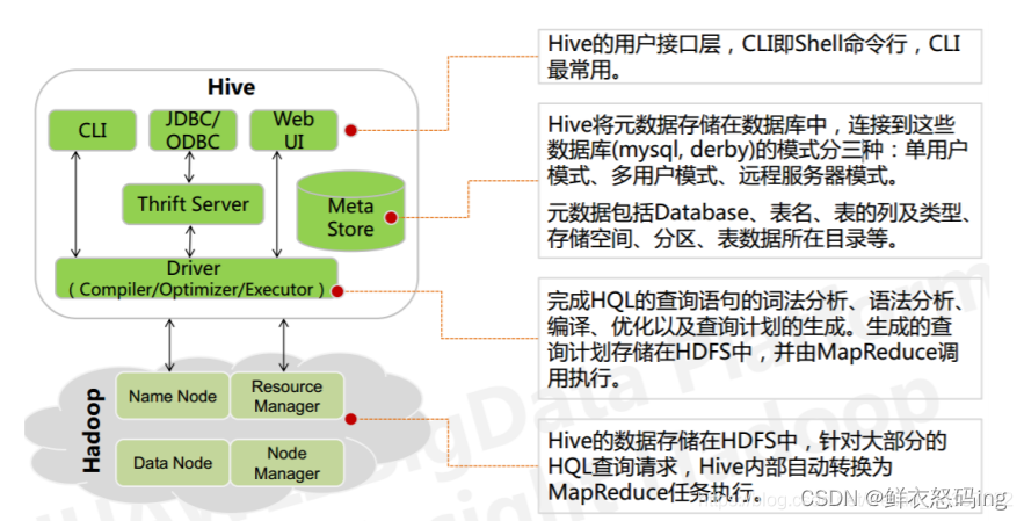 Hive
CLI
JDBC/
ODBC
Web
UI
Thrift Server
Meta
Store
Driver
( Compiler/Optimizer/Executor )
Hadoop
Name Node
Resource
Manager
Data Node
Node
Manager
Hive的用户接口层，CLI即Shell命令行，CLI
最常用。
Hive将元数据存储在数据库中，连接到这些
数据库(mysql, derby)的模式分三种：单用户
模式、多用户模式、远程服务器模式。
元数据包括Database、表名、表的列及类型、
存储空间、分区、表数据所在目录等。
完成HQL的查询语句的词法分析、语法分析、
编译、优化以及查询计划的生成。生成的查
询计划存储在HDFS中，并由MapReduce调
用执行。
Hive的数据存储在HDFS中，针对大部分的
HQL查询请求，Hive内部自动转换为
MapReduce任务执行。
CSDN @鲜衣怒码ing